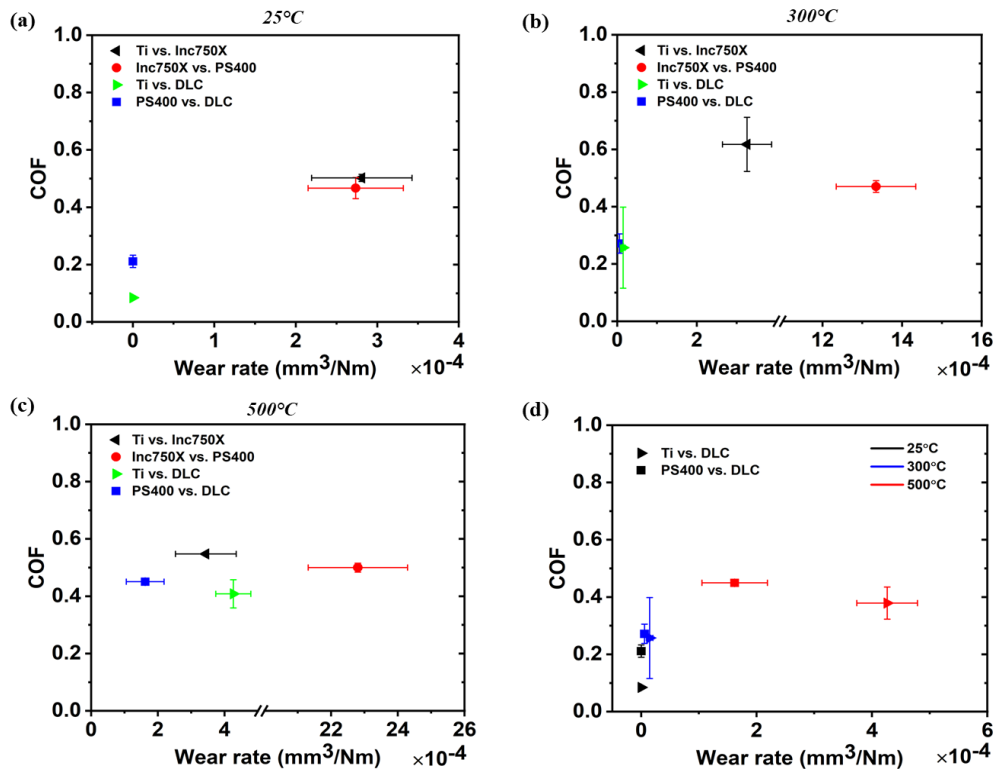 (a)
25°C
1.0
0.8
0.6
0.4
0.2
0.0
COF
Ti vs. Inc750X
Inc750X vs. PS400
Ti vs. DLC
PS400 vs. DLC
0 1 2 3 4
Wear rate (mm³/Nm) ×10⁻⁴
(b)
300°C
1.0
0.8
0.6
0.4
0.2
0.0
COF
Ti vs. Inc750X
Inc750X vs. PS400
Ti vs. DLC
PS400 vs. DLC
0 2 12 14 16
Wear rate (mm³/Nm) ×10⁻⁴
(c)
500°C
1.0
0.8
0.6
0.4
0.2
0.0
COF
Ti vs. Inc750X
Inc750X vs. PS400
Ti vs. DLC
PS400 vs. DLC
0 2 4 22 24 26
Wear rate (mm³/Nm) ×10⁻⁴
(d)
1.0
0.8
0.6
0.4
0.2
0.0
COF
Ti vs. DLC
PS400 vs. DLC
25°C
300°C
500°C
0 2 4 6
Wear rate (mm³/Nm) ×10⁻⁴